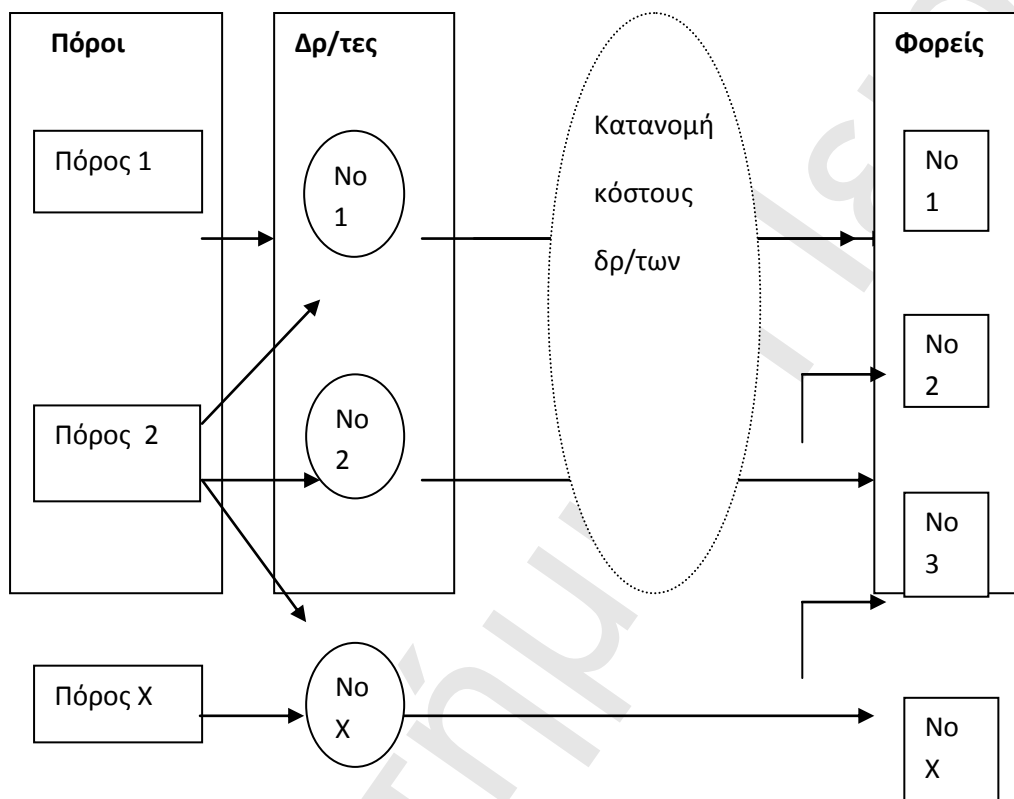 Πόροι
Δρ/τες
Φορείς
Κατανομή
κόστους
δρ/των
Πόρος 1
No
1
No
1
No
2
Πόρος 2
No
2
No
3
Πόρος X
No
X
No
X